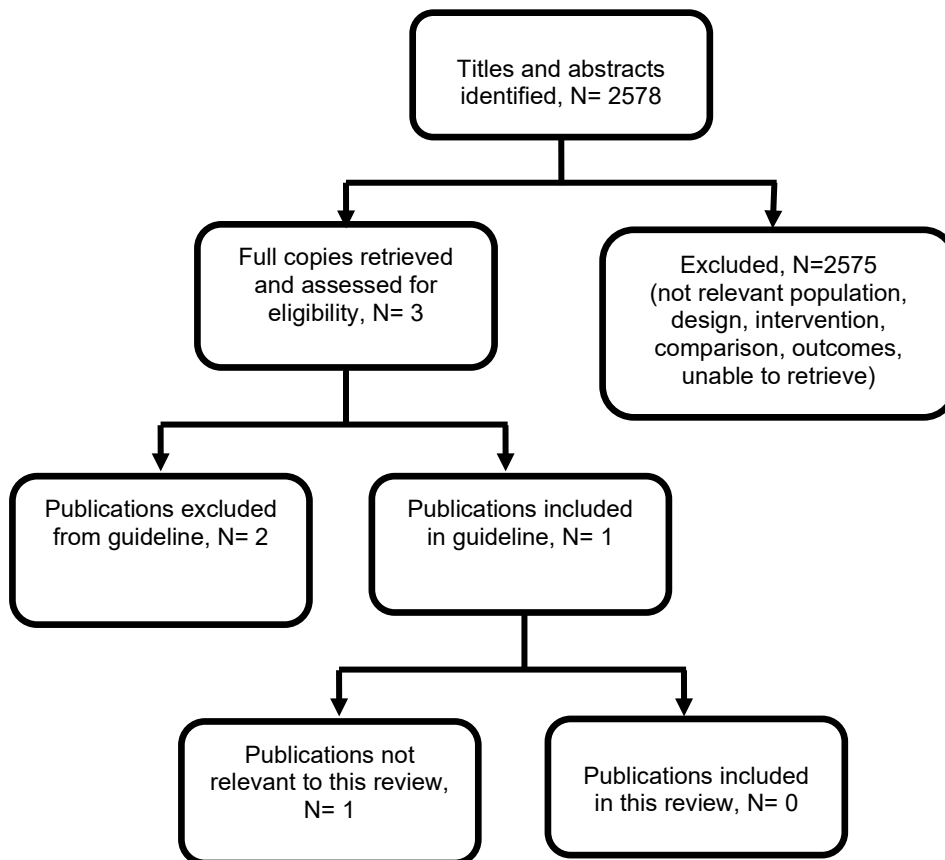 Titles and abstracts
identified, N= 2578
Full copies retrieved
and assessed for
eligibility, N= 3
Excluded, N=2575
(not relevant population,
design, intervention,
comparison, outcomes,
unable to retrieve)
Publications excluded
from guideline, N= 2
Publications included
in guideline, N= 1
Publications not
relevant to this review,
N= 1
Publications included
in this review, N= 0